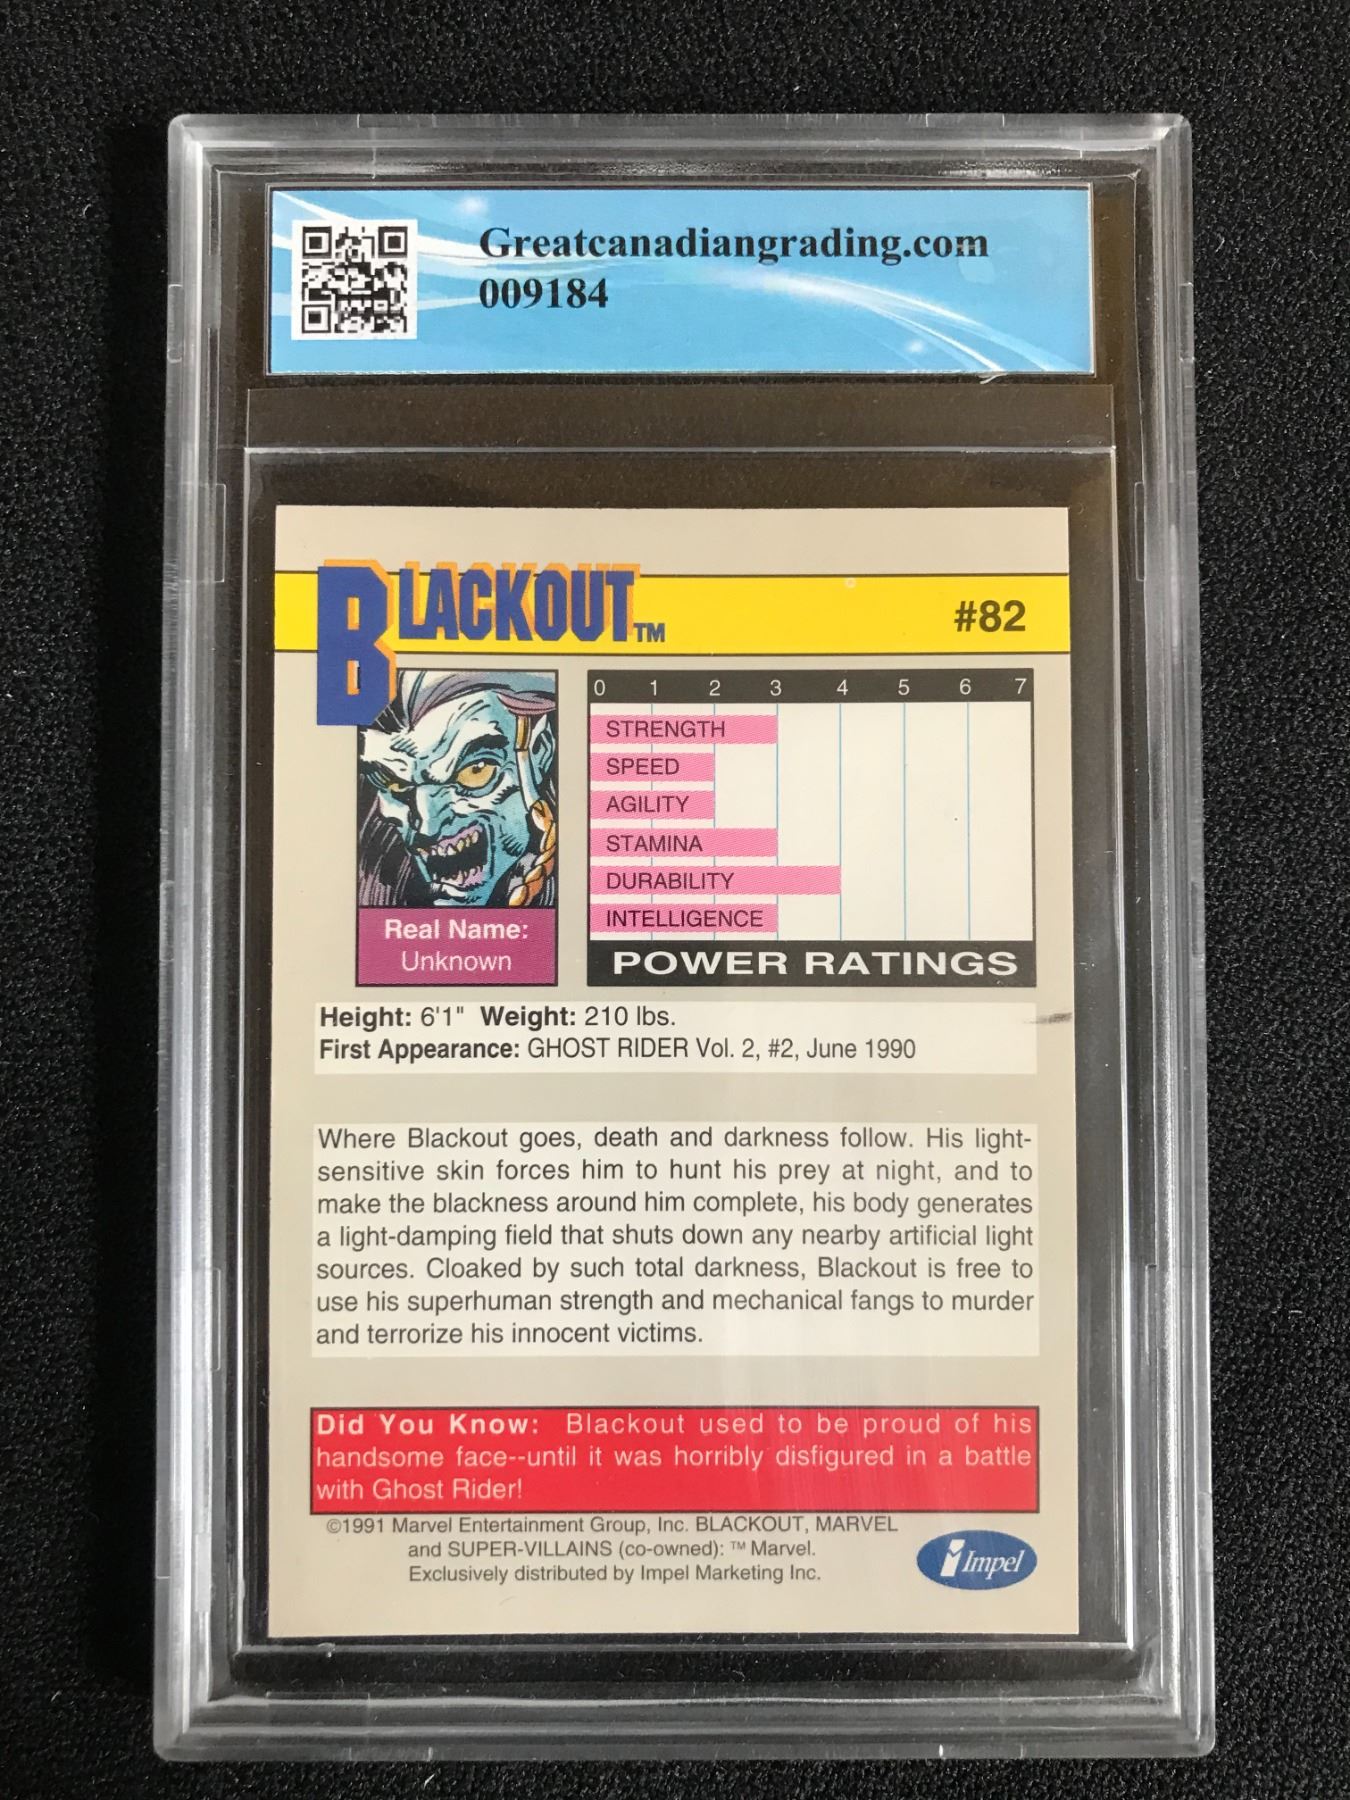 Greatcanadiangrading.com
009184
BLACKOUT™
#82
0 1 2 3 4 5 6 7
STRENGTH
SPEED
AGILITY
STAMINA
DURABILITY
INTELLIGENCE
POWER RATINGS
Real Name:
Unknown
Height: 6'1" Weight: 210 lbs.
First Appearance: GHOST RIDER Vol. 2, #2, June 1990
Where Blackout goes, death and darkness follow. His light-
sensitive skin forces him to hunt his prey at night, and to
make the blackness around him complete, his body generates
a light-damping field that shuts down any nearby artificial light
sources. Cloaked by such total darkness, Blackout is free to
use his superhuman strength and mechanical fangs to murder
and terrorize his innocent victims.
Did You Know: Blackout used to be proud of his
handsome face--until it was horribly disfigured in a battle
with Ghost Rider!
©1991 Marvel Entertainment Group, Inc. BLACKOUT, MARVEL
and SUPER-VILLAINS (co-owned): ™ Marvel.
Exclusively distributed by Impel Marketing Inc.
Impel